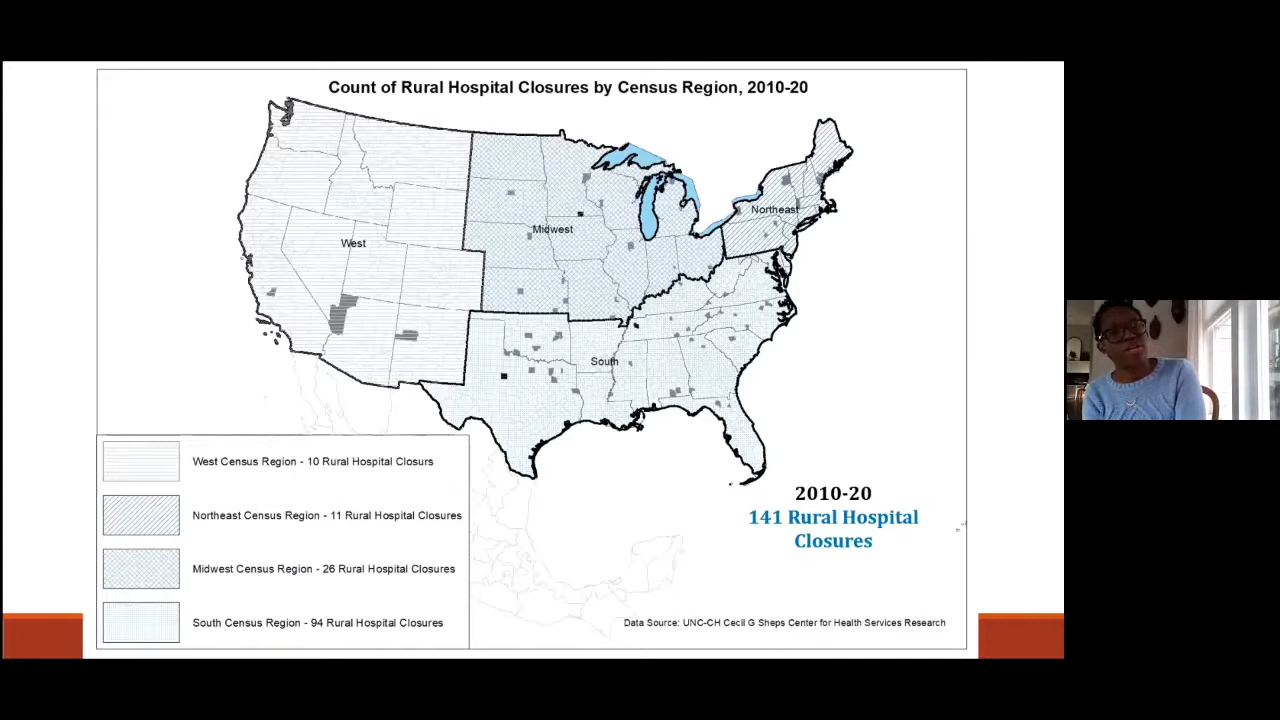 Count of Rural Hospital Closures by Census Region, 2010-20
West
Midwest
Northeast
South
West Census Region - 10 Rural Hospital Closurs
Northeast Census Region - 11 Rural Hospital Closures
Midwest Census Region - 26 Rural Hospital Closures
South Census Region - 94 Rural Hospital Closures
2010-20
141 Rural Hospital
Closures
Data Source: UNC-CH Cecil G Sheps Center for Health Services Research